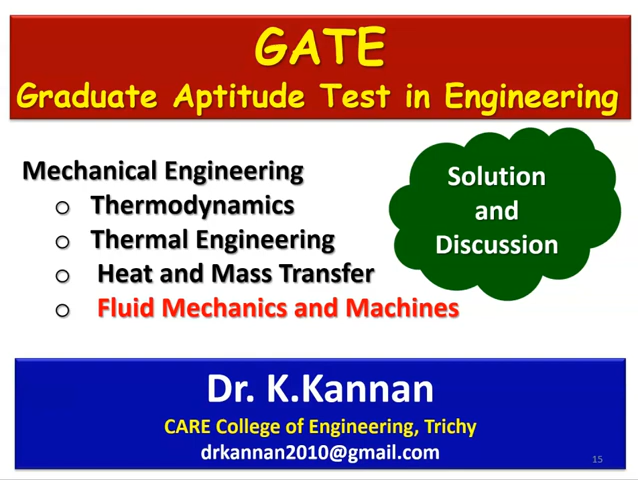 GATE
Graduate Aptitude Test in Engineering
Mechanical Engineering
o Thermodynamics
o Thermal Engineering
o Heat and Mass Transfer
o Fluid Mechanics and Machines
Solution
and
Discussion
Dr. K.Kannan
CARE College of Engineering, Trichy
drkannan2010@gmail.com
15